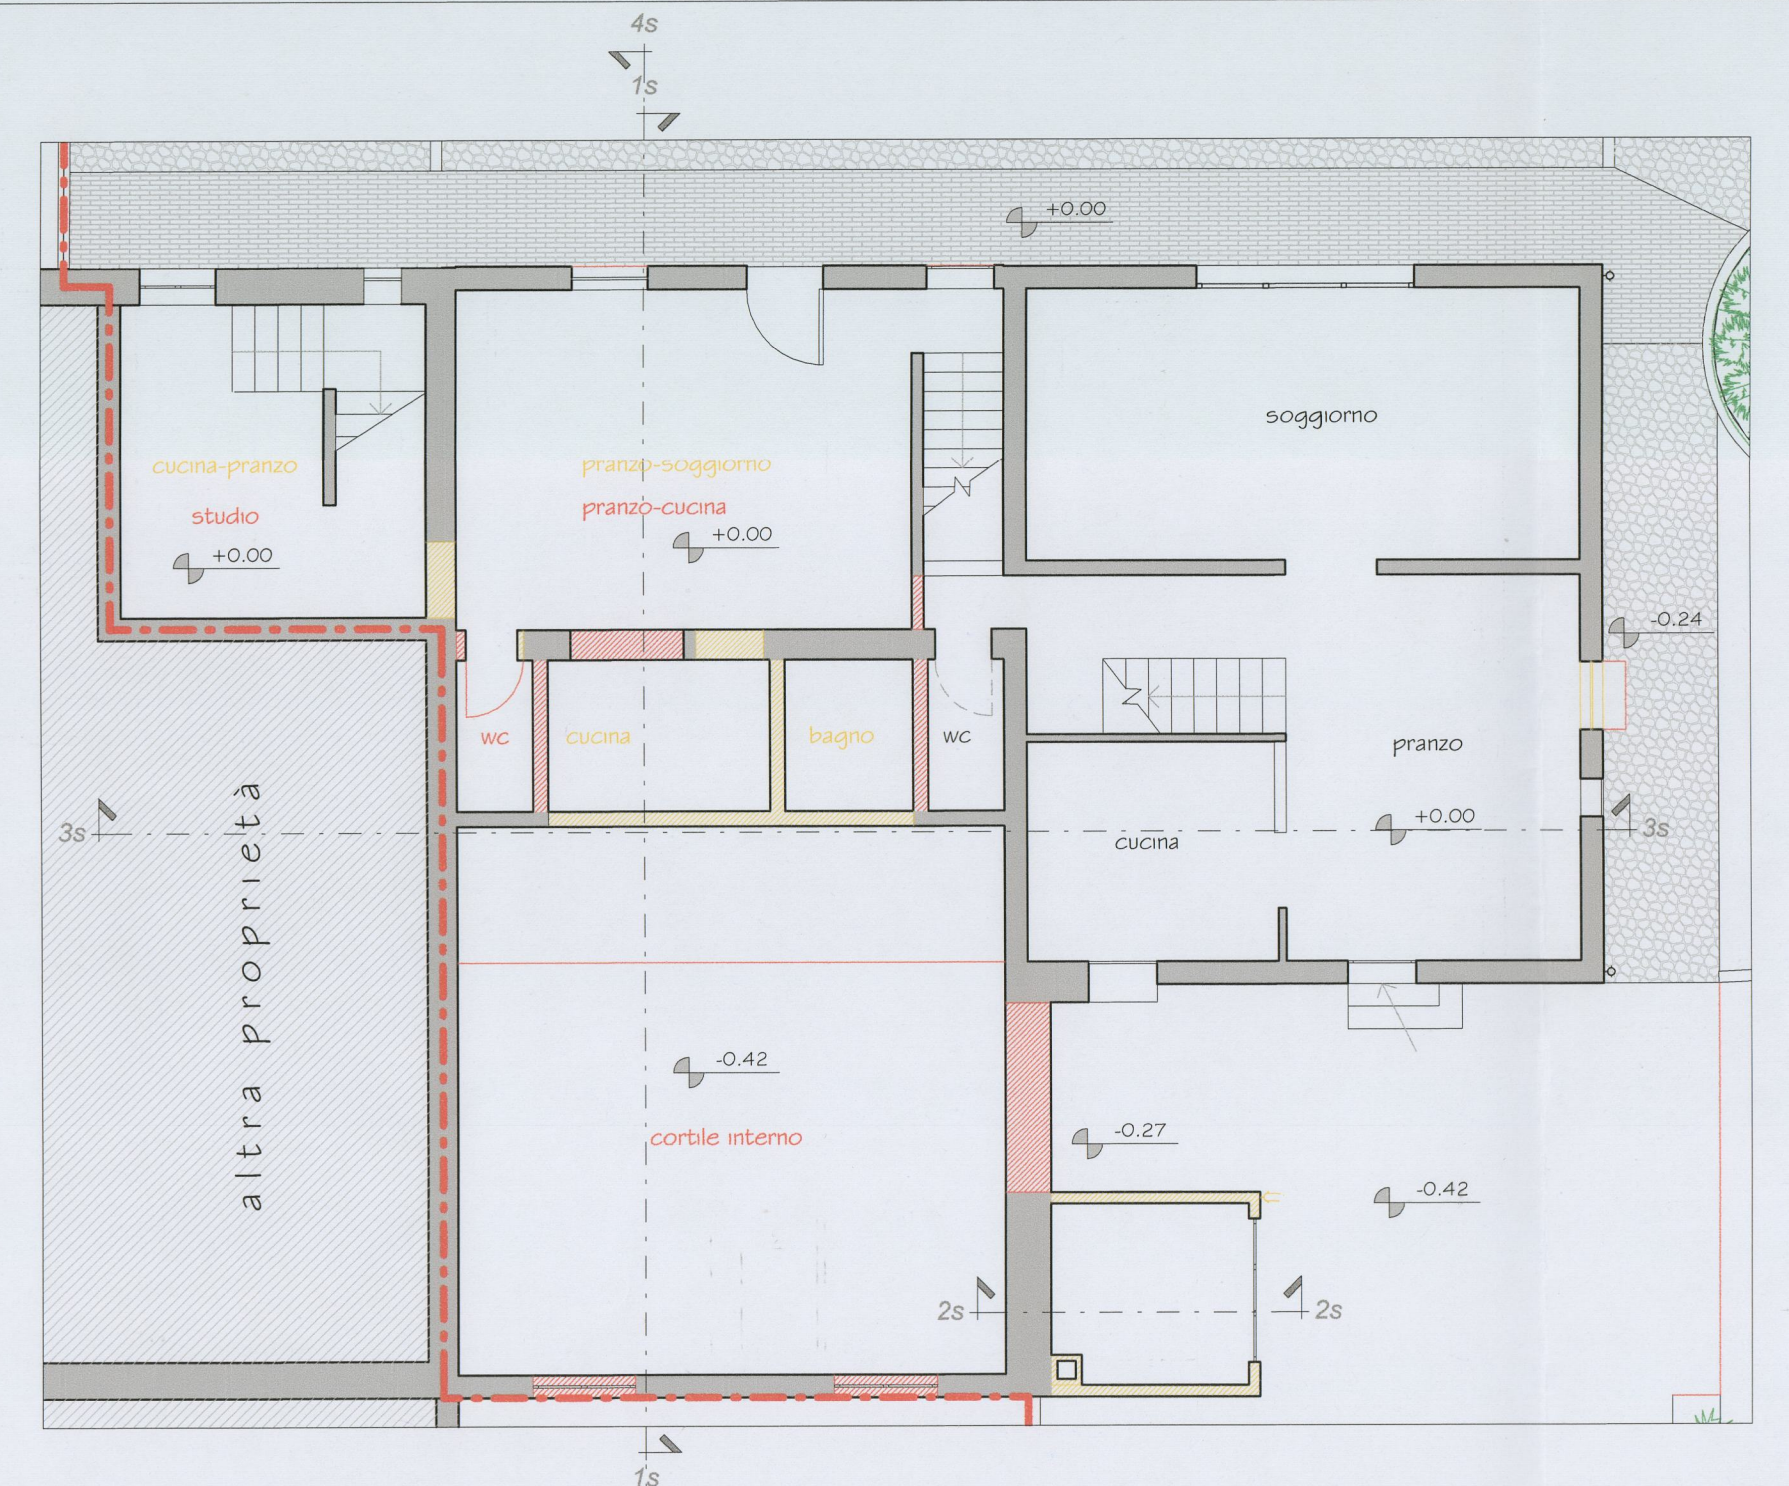 4s
1s
+0.00
soggiorno
cucina-pranzo
studio
+0.00
pranzo-soggiorno
pranzo-cucina
+0.00
-0.24
wc
cucina
bagno
wc
pranzo
+0.00
cucina
3s
3s
altra proprietà
-0.42
cortile interno
-0.27
-0.42
2s
2s
1s